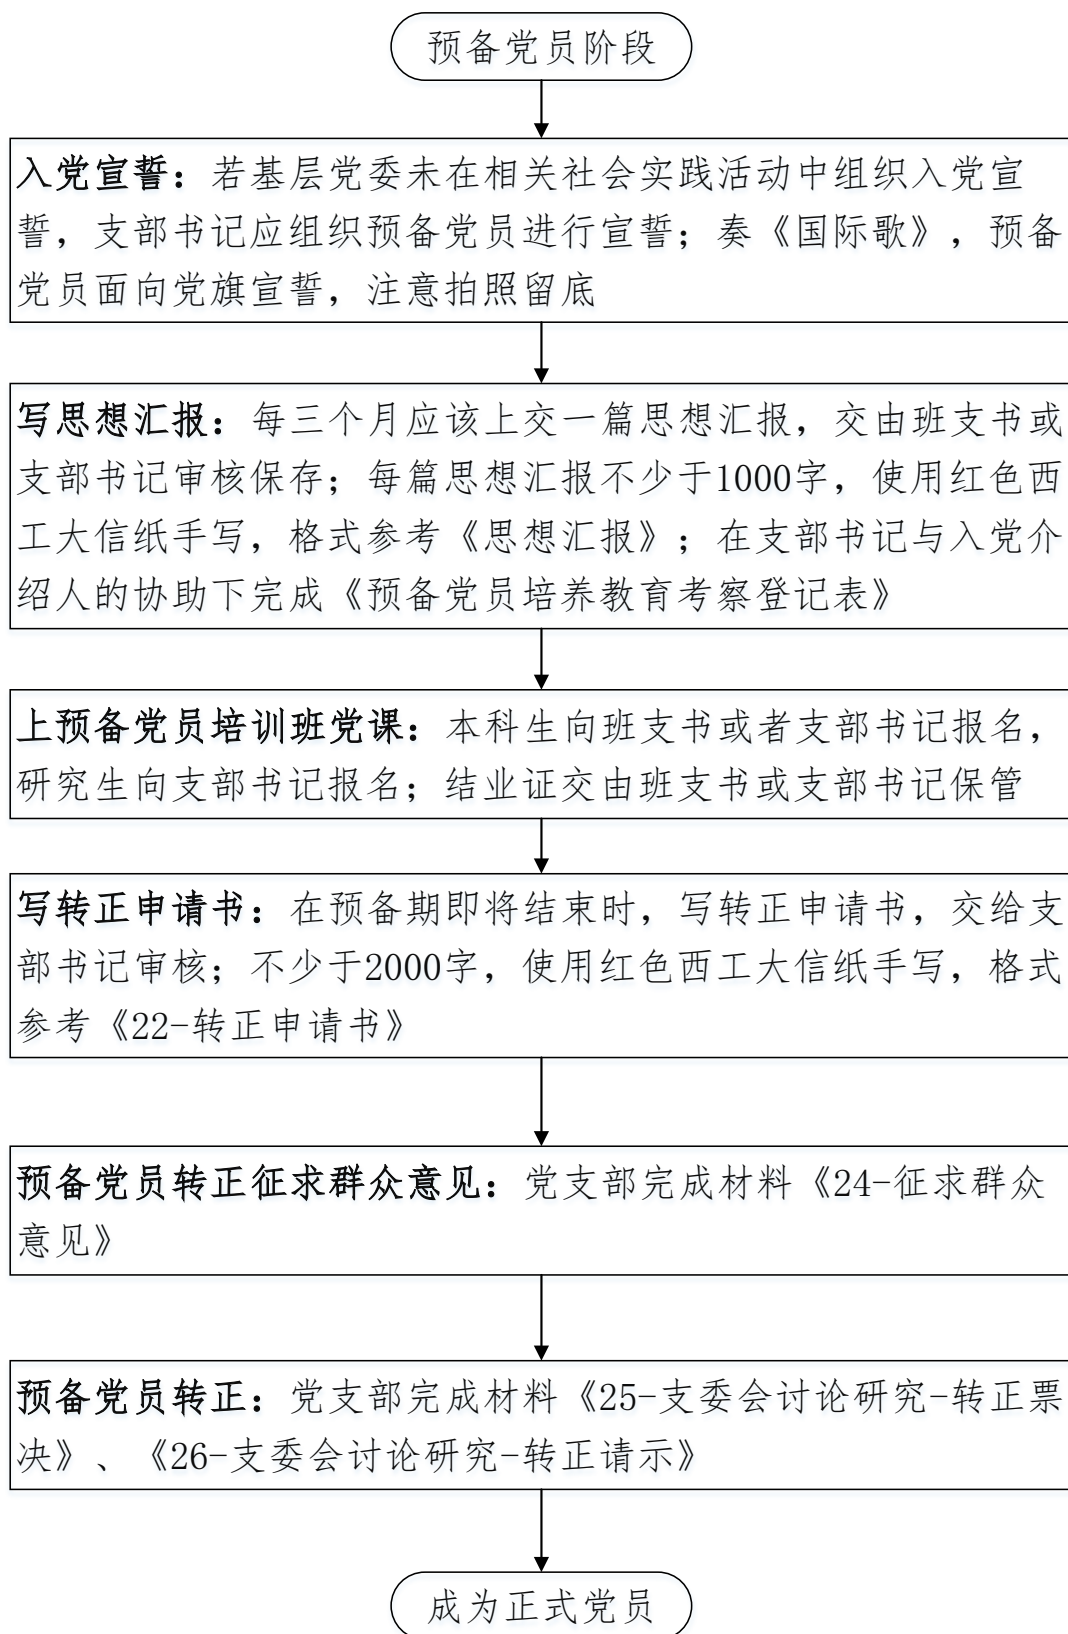 预备党员阶段
入党宣誓：若基层党委未在相关社会实践活动中组织入党宣
誓，支部书记应组织预备党员进行宣誓；奏《国际歌》，预备
党员面向党旗宣誓，注意拍照留底
写思想汇报：每三个月应该上交一篇思想汇报，交由班支书或
支部书记审核保存；每篇思想汇报不少于1000字，使用红色西
工大信纸手写，格式参考《思想汇报》；在支部书记与入党介
绍人的协助下完成《预备党员培养教育考察登记表》
上预备党员培训班党课：本科生向班支书或者支部书记报名，
研究生向支部书记报名；结业证交由班支书或支部书记保管
写转正申请书：在预备期即将结束时，写转正申请书，交给支
部书记审核；不少于2000字，使用红色西工大信纸手写，格式
参考《22-转正申请书》
预备党员转正征求群众意见：党支部完成材料《24-征求群众
意见》
预备党员转正：党支部完成材料《25-支委会讨论研究-转正票
决》、《26-支委会讨论研究-转正请示》
成为正式党员